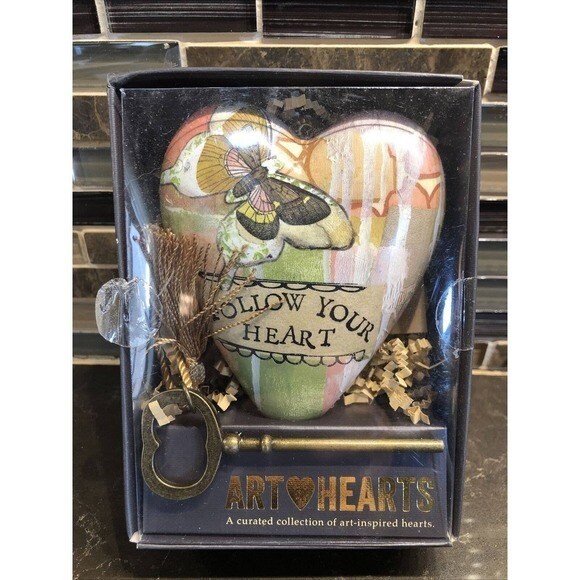 FOLLOW YOUR
HEART
ART♥HEARTS
A curated collection of art-inspired hearts.